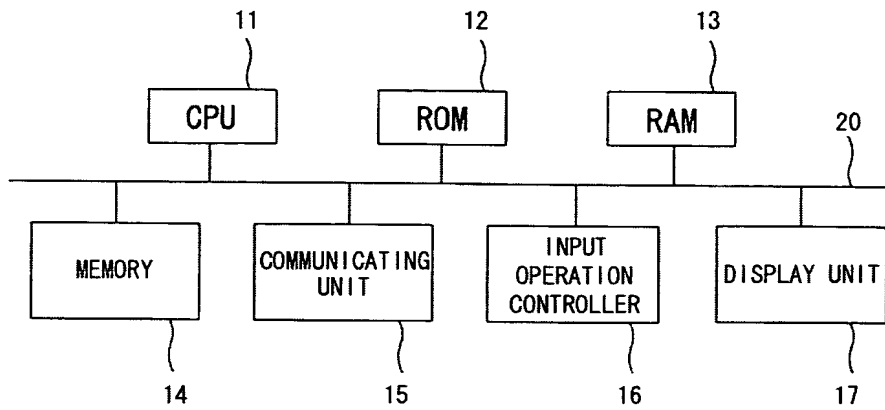 11
12
13
CPU
ROM
RAM
20
MEMORY
COMMUNICATING
UNIT
INPUT
OPERATION
CONTROLLER
DISPLAY UNIT
14
15
16
17